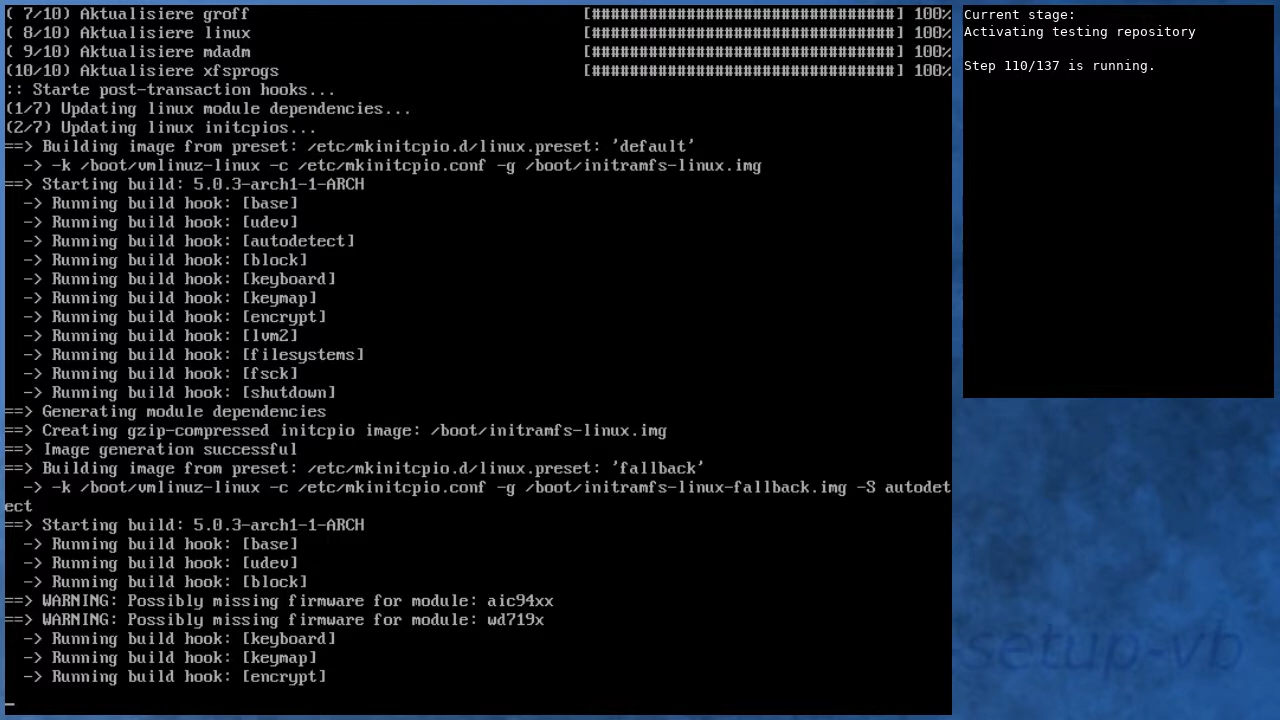 ( 7/10) Aktualisiere groff [################################] 100%
( 8/10) Aktualisiere linux [################################] 100%
( 9/10) Aktualisiere mdadm [################################] 100%
(10/10) Aktualisiere xfsprogs [################################] 100%
:: Starte post-transaction hooks...
(1/7) Updating linux module dependencies...
(2/7) Updating linux initcpios...
==> Building image from preset: /etc/mkinitcpio.d/linux.preset: 'default'
-> -k /boot/vmlinuz-linux -c /etc/mkinitcpio.conf -g /boot/initramfs-linux.img
==> Starting build: 5.0.3-arch1-1-ARCH
-> Running build hook: [base]
-> Running build hook: [udev]
-> Running build hook: [autodetect]
-> Running build hook: [block]
-> Running build hook: [keyboard]
-> Running build hook: [keymap]
-> Running build hook: [encrypt]
-> Running build hook: [lvm2]
-> Running build hook: [filesystems]
-> Running build hook: [fsck]
-> Running build hook: [shutdown]
==> Generating module dependencies
==> Creating gzip-compressed initcpio image: /boot/initramfs-linux.img
==> Image generation successful
==> Building image from preset: /etc/mkinitcpio.d/linux.preset: 'fallback'
-> -k /boot/vmlinuz-linux -c /etc/mkinitcpio.conf -g /boot/initramfs-linux-fallback.img -S autodet
ect
==> Starting build: 5.0.3-arch1-1-ARCH
-> Running build hook: [base]
-> Running build hook: [udev]
-> Running build hook: [block]
==> WARNING: Possibly missing firmware for module: aic94xx
==> WARNING: Possibly missing firmware for module: wd719x
-> Running build hook: [keyboard]
-> Running build hook: [keymap]
-> Running build hook: [encrypt]
_
Current stage:
Activating testing repository
Step 110/137 is running.
setup-vb